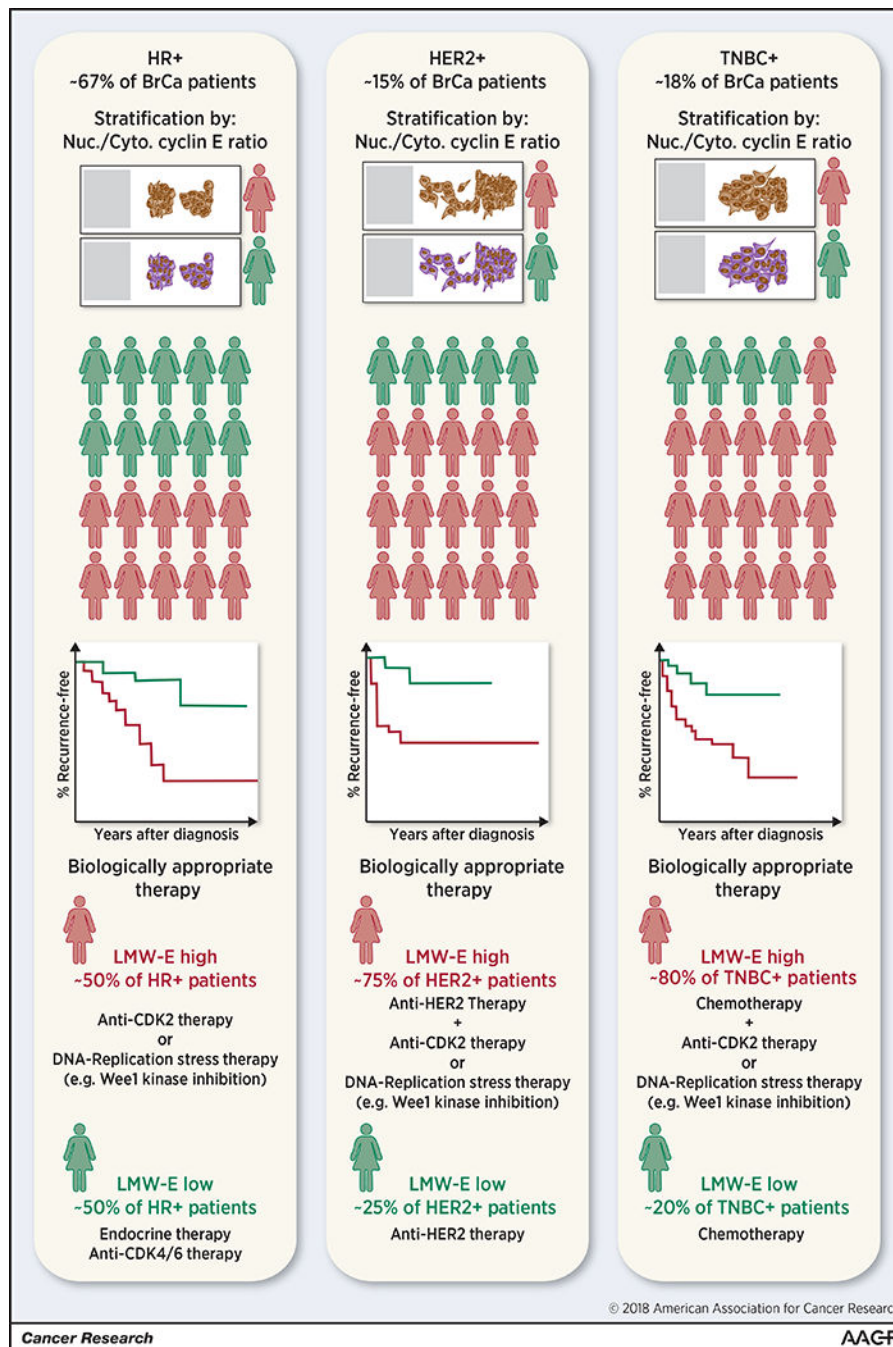 HR+
~67% of BrCa patients
Stratification by:
Nuc./Cyto. cyclin E ratio
% Recurrence-free
Years after diagnosis
Biologically appropriate
therapy
LMW-E high
~50% of HR+ patients
Anti-CDK2 therapy
or
DNA-Replication stress therapy
(e.g. Wee1 kinase inhibition)
LMW-E low
~50% of HR+ patients
Endocrine therapy
Anti-CDK4/6 therapy
HER2+
~15% of BrCa patients
Stratification by:
Nuc./Cyto. cyclin E ratio
% Recurrence-free
Years after diagnosis
Biologically appropriate
therapy
LMW-E high
~75% of HER2+ patients
Anti-HER2 Therapy
+
Anti-CDK2 therapy
or
DNA-Replication stress therapy
(e.g. Wee1 kinase inhibition)
LMW-E low
~25% of HER2+ patients
Anti-HER2 therapy
TNBC+
~18% of BrCa patients
Stratification by:
Nuc./Cyto. cyclin E ratio
% Recurrence-free
Years after diagnosis
Biologically appropriate
therapy
LMW-E high
~80% of TNBC+ patients
Chemotherapy
+
Anti-CDK2 therapy
or
DNA-Replication stress therapy
(e.g. Wee1 kinase inhibition)
LMW-E low
~20% of TNBC+ patients
Chemotherapy
© 2018 American Association for Cancer Research
Cancer Research